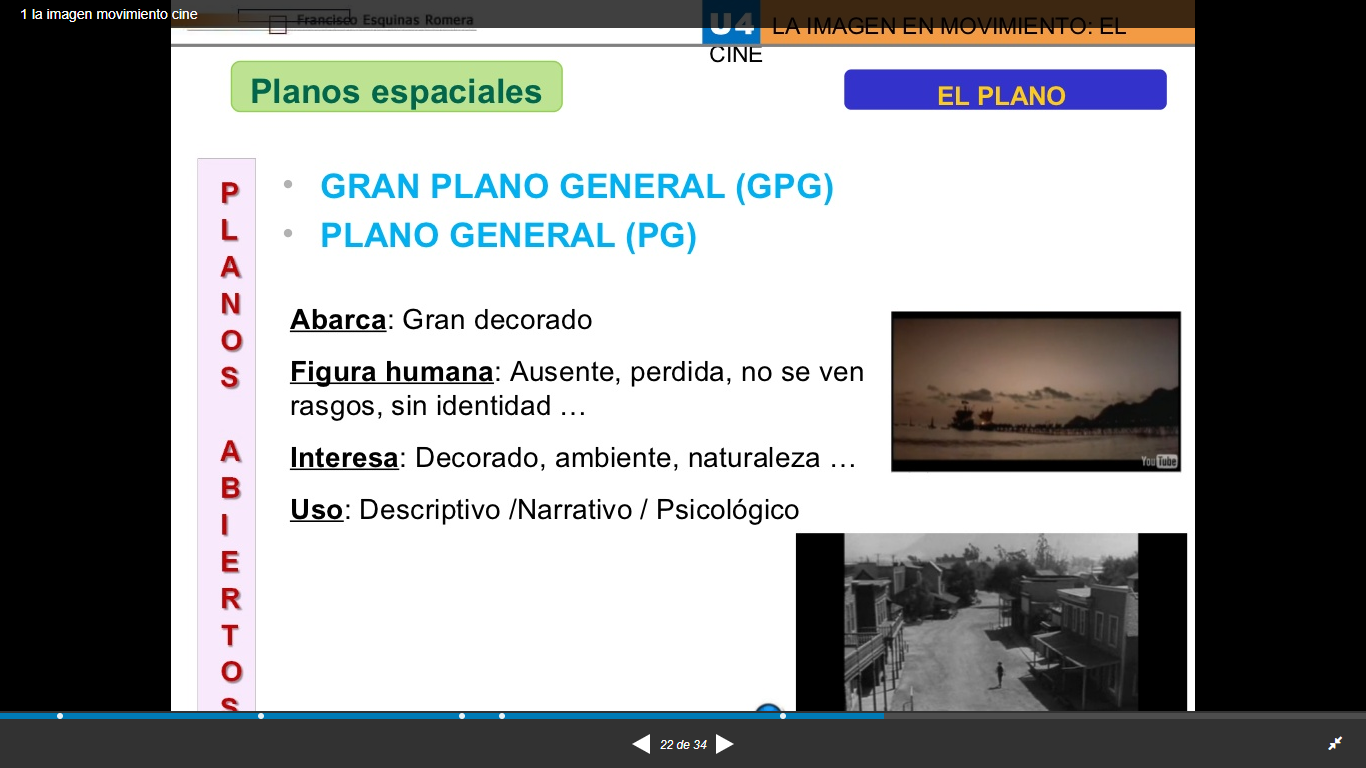 1 la imagen movimiento cine
Francisco Esquinas Romera
U4 LA IMAGEN EN MOVIMIENTO: EL
CINE
Planos espaciales
EL PLANO
PLANOS ABIERTOS
• GRAN PLANO GENERAL (GPG)
• PLANO GENERAL (PG)
Abarca: Gran decorado
Figura humana: Ausente, perdida, no se ven
rasgos, sin identidad …
Interesa: Decorado, ambiente, naturaleza …
Uso: Descriptivo /Narrativo / Psicológico
YouTube
22 de 34